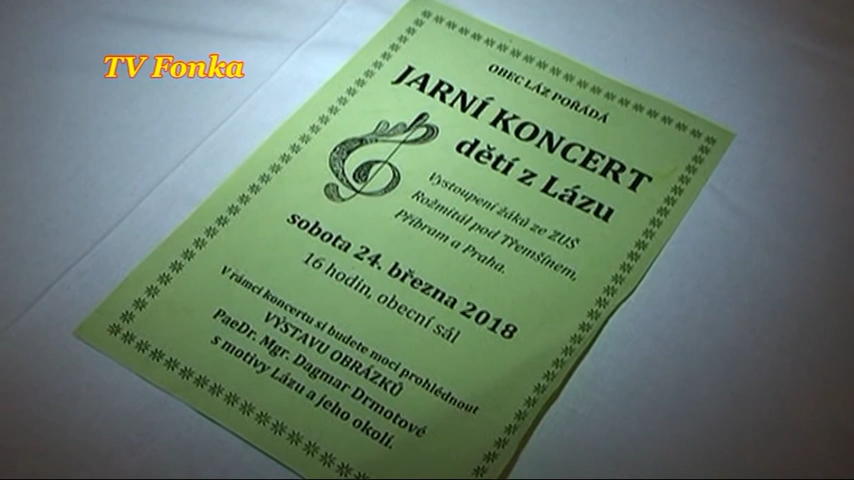 TV Fonka
OBEC LÁZ POŘÁDÁ
JARNÍ KONCERT
dětí z Lázu
Vystoupení žáků ze ZUŠ
Rožmitál pod Třemšínem,
Příbram a Praha.
sobota 24. března 2018
16 hodin, obecní sál
V rámci koncertu si budete moci prohlédnout
VÝSTAVU OBRÁZKŮ
PaeDr. Mgr. Dagmar Drmotové
s motivy Lázu a jeho okolí.